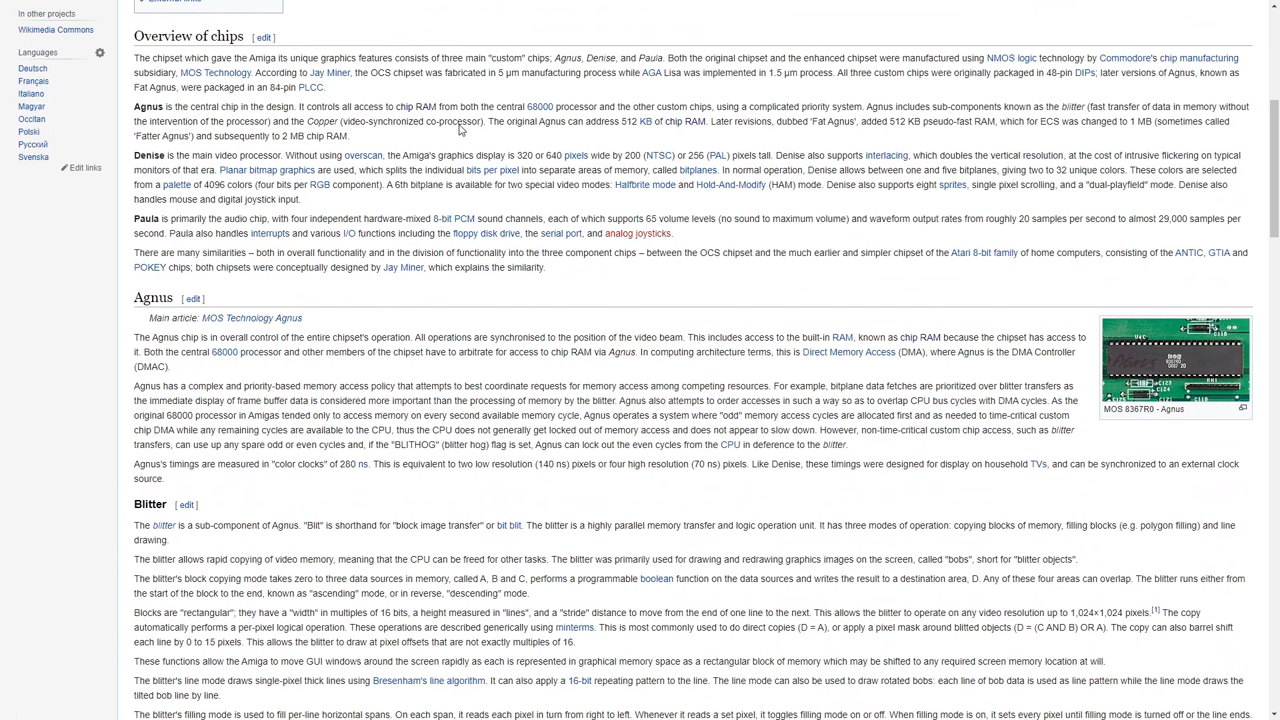 In other projects
Wikimedia Commons
Languages
Deutsch
Français
Italiano
Magyar
Occitan
Polski
Русский
Svenska
Edit links
Overview of chips [ edit ]
The chipset which gave the Amiga its unique graphics features consists of three main "custom" chips; Agnus, Denise, and Paula. Both the original chipset and the enhanced chipset were manufactured using NMOS logic technology by Commodore's chip manufacturing
subsidiary, MOS Technology. According to Jay Miner, the OCS chipset was fabricated in 5 μm manufacturing process while AGA Lisa was implemented in 1.5 μm process. All three custom chips were originally packaged in 48-pin DIPs; later versions of Agnus, known as
Fat Agnus, were packaged in an 84-pin PLCC.
Agnus is the central chip in the design. It controls all access to chip RAM from both the central 68000 processor and the other custom chips, using a complicated priority system. Agnus includes sub-components known as the blitter (fast transfer of data in memory without
the intervention of the processor) and the Copper (video-synchronized co-processor). The original Agnus can address 512 KB of chip RAM. Later revisions, dubbed 'Fat Agnus', added 512 KB pseudo-fast RAM, which for ECS was changed to 1 MB (sometimes called
'Fatter Agnus') and subsequently to 2 MB chip RAM.
Denise is the main video processor. Without using overscan, the Amiga's graphics display is 320 or 640 pixels wide by 200 (NTSC) or 256 (PAL) pixels tall. Denise also supports interlacing, which doubles the vertical resolution, at the cost of intrusive flickering on typical
monitors of that era. Planar bitmap graphics are used, which splits the individual bits per pixel into separate areas of memory, called bitplanes. In normal operation, Denise allows between one and five bitplanes, giving two to 32 unique colors. These colors are selected
from a palette of 4096 colors (four bits per RGB component). A 6th bitplane is available for two special video modes: Halfbrite mode and Hold-And-Modify (HAM) mode. Denise also supports eight sprites, single pixel scrolling, and a "dual-playfield" mode. Denise also
handles mouse and digital joystick input.
Paula is primarily the audio chip, with four independent hardware-mixed 8-bit PCM sound channels, each of which supports 65 volume levels (no sound to maximum volume) and waveform output rates from roughly 20 samples per second to almost 29,000 samples per
second. Paula also handles interrupts and various I/O functions including the floppy disk drive, the serial port, and analog joysticks.
There are many similarities – both in overall functionality and in the division of functionality into the three component chips – between the OCS chipset and the much earlier and simpler chipset of the Atari 8-bit family of home computers, consisting of the ANTIC, GTIA and
POKEY chips; both chipsets were conceptually designed by Jay Miner, which explains the similarity.
Agnus [ edit ]
Main article: MOS Technology Agnus
The Agnus chip is in overall control of the entire chipset's operation. All operations are synchronised to the position of the video beam. This includes access to the built-in RAM, known as chip RAM because the chipset has access to
it. Both the central 68000 processor and other members of the chipset have to arbitrate for access to chip RAM via Agnus. In computing architecture terms, this is Direct Memory Access (DMA), where Agnus is the DMA Controller
(DMAC).
Agnus has a complex and priority-based memory access policy that attempts to best coordinate requests for memory access among competing resources. For example, bitplane data fetches are prioritized over blitter transfers as
the immediate display of frame buffer data is considered more important than the processing of memory by the blitter. Agnus also attempts to order accesses in such a way so as to overlap CPU bus cycles with DMA cycles. As the
original 68000 processor in Amigas tended only to access memory on every second available memory cycle, Agnus operates a system where "odd" memory access cycles are allocated first and as needed to time-critical custom
chip DMA while any remaining cycles are available to the CPU, thus the CPU does not generally get locked out of memory access and does not appear to slow down. However, non-time-critical custom chip access, such as blitter
transfers, can use up any spare odd or even cycles and, if the "BLITHOG" (blitter hog) flag is set, Agnus can lock out the even cycles from the CPU in deference to the blitter.
Agnus's timings are measured in "color clocks" of 280 ns. This is equivalent to two low resolution (140 ns) pixels or four high resolution (70 ns) pixels. Like Denise, these timings were designed for display on household TVs, and can be synchronized to an external clock
source.
MOS 8367R0 - Agnus
Blitter [ edit ]
The blitter is a sub-component of Agnus. "Blit" is shorthand for "block image transfer" or bit blit. The blitter is a highly parallel memory transfer and logic operation unit. It has three modes of operation: copying blocks of memory, filling blocks (e.g. polygon filling) and line
drawing.
The blitter allows rapid copying of video memory, meaning that the CPU can be freed for other tasks. The blitter was primarily used for drawing and redrawing graphics images on the screen, called "bobs", short for "blitter objects".
The blitter's block copying mode takes zero to three data sources in memory, called A, B and C, performs a programmable boolean function on the data sources and writes the result to a destination area, D. Any of these four areas can overlap. The blitter runs either from
the start of the block to the end, known as "ascending" mode, or in reverse, "descending" mode.
Blocks are "rectangular"; they have a "width" in multiples of 16 bits, a height measured in "lines", and a "stride" distance to move from the end of one line to the next. This allows the blitter to operate on any video resolution up to 1,024×1,024 pixels.[1] The copy
automatically performs a per-pixel logical operation. These operations are described generically using minterms. This is most commonly used to do direct copies (D = A), or apply a pixel mask around blitted objects (D = (C AND B) OR A). The copy can also barrel shift
each line by 0 to 15 pixels. This allows the blitter to draw at pixel offsets that are not exactly multiples of 16.
These functions allow the Amiga to move GUI windows around the screen rapidly as each is represented in graphical memory space as a rectangular block of memory which may be shifted to any required screen memory location at will.
The blitter's line mode draws single-pixel thick lines using Bresenham's line algorithm. It can also apply a 16-bit repeating pattern to the line. The line mode can also be used to draw rotated bobs: each line of bob data is used as line pattern while the line mode draws the
tilted bob line by line.
The blitter's filling mode is used to fill per-line horizontal spans. On each span, it reads each pixel in turn from right to left. Whenever it reads a set pixel, it toggles filling mode on or off. When filling mode is on, it sets every pixel until filling mode is turned off or the line ends.